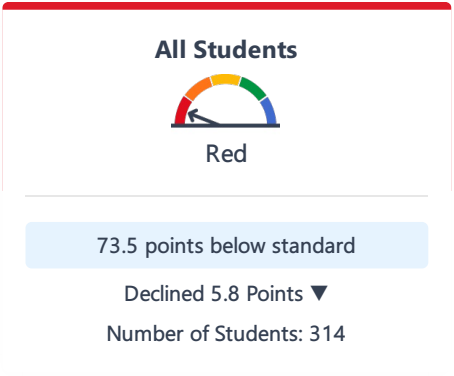 All Students
Red
73.5 points below standard
Declined 5.8 Points ▼
Number of Students: 314